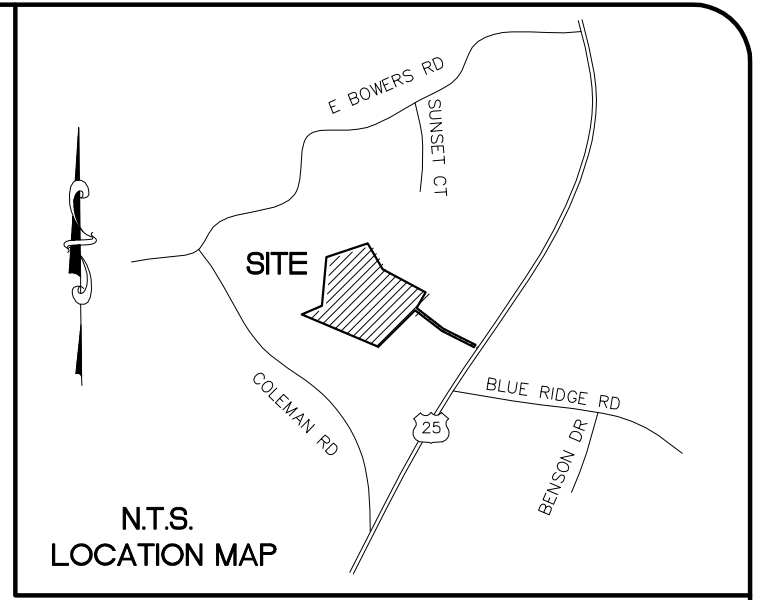 E BOWERS RD
SUNSET CT
SITE
COLEMAN RD
BLUE RIDGE RD
25
BENSON DR
N.T.S.
LOCATION MAP